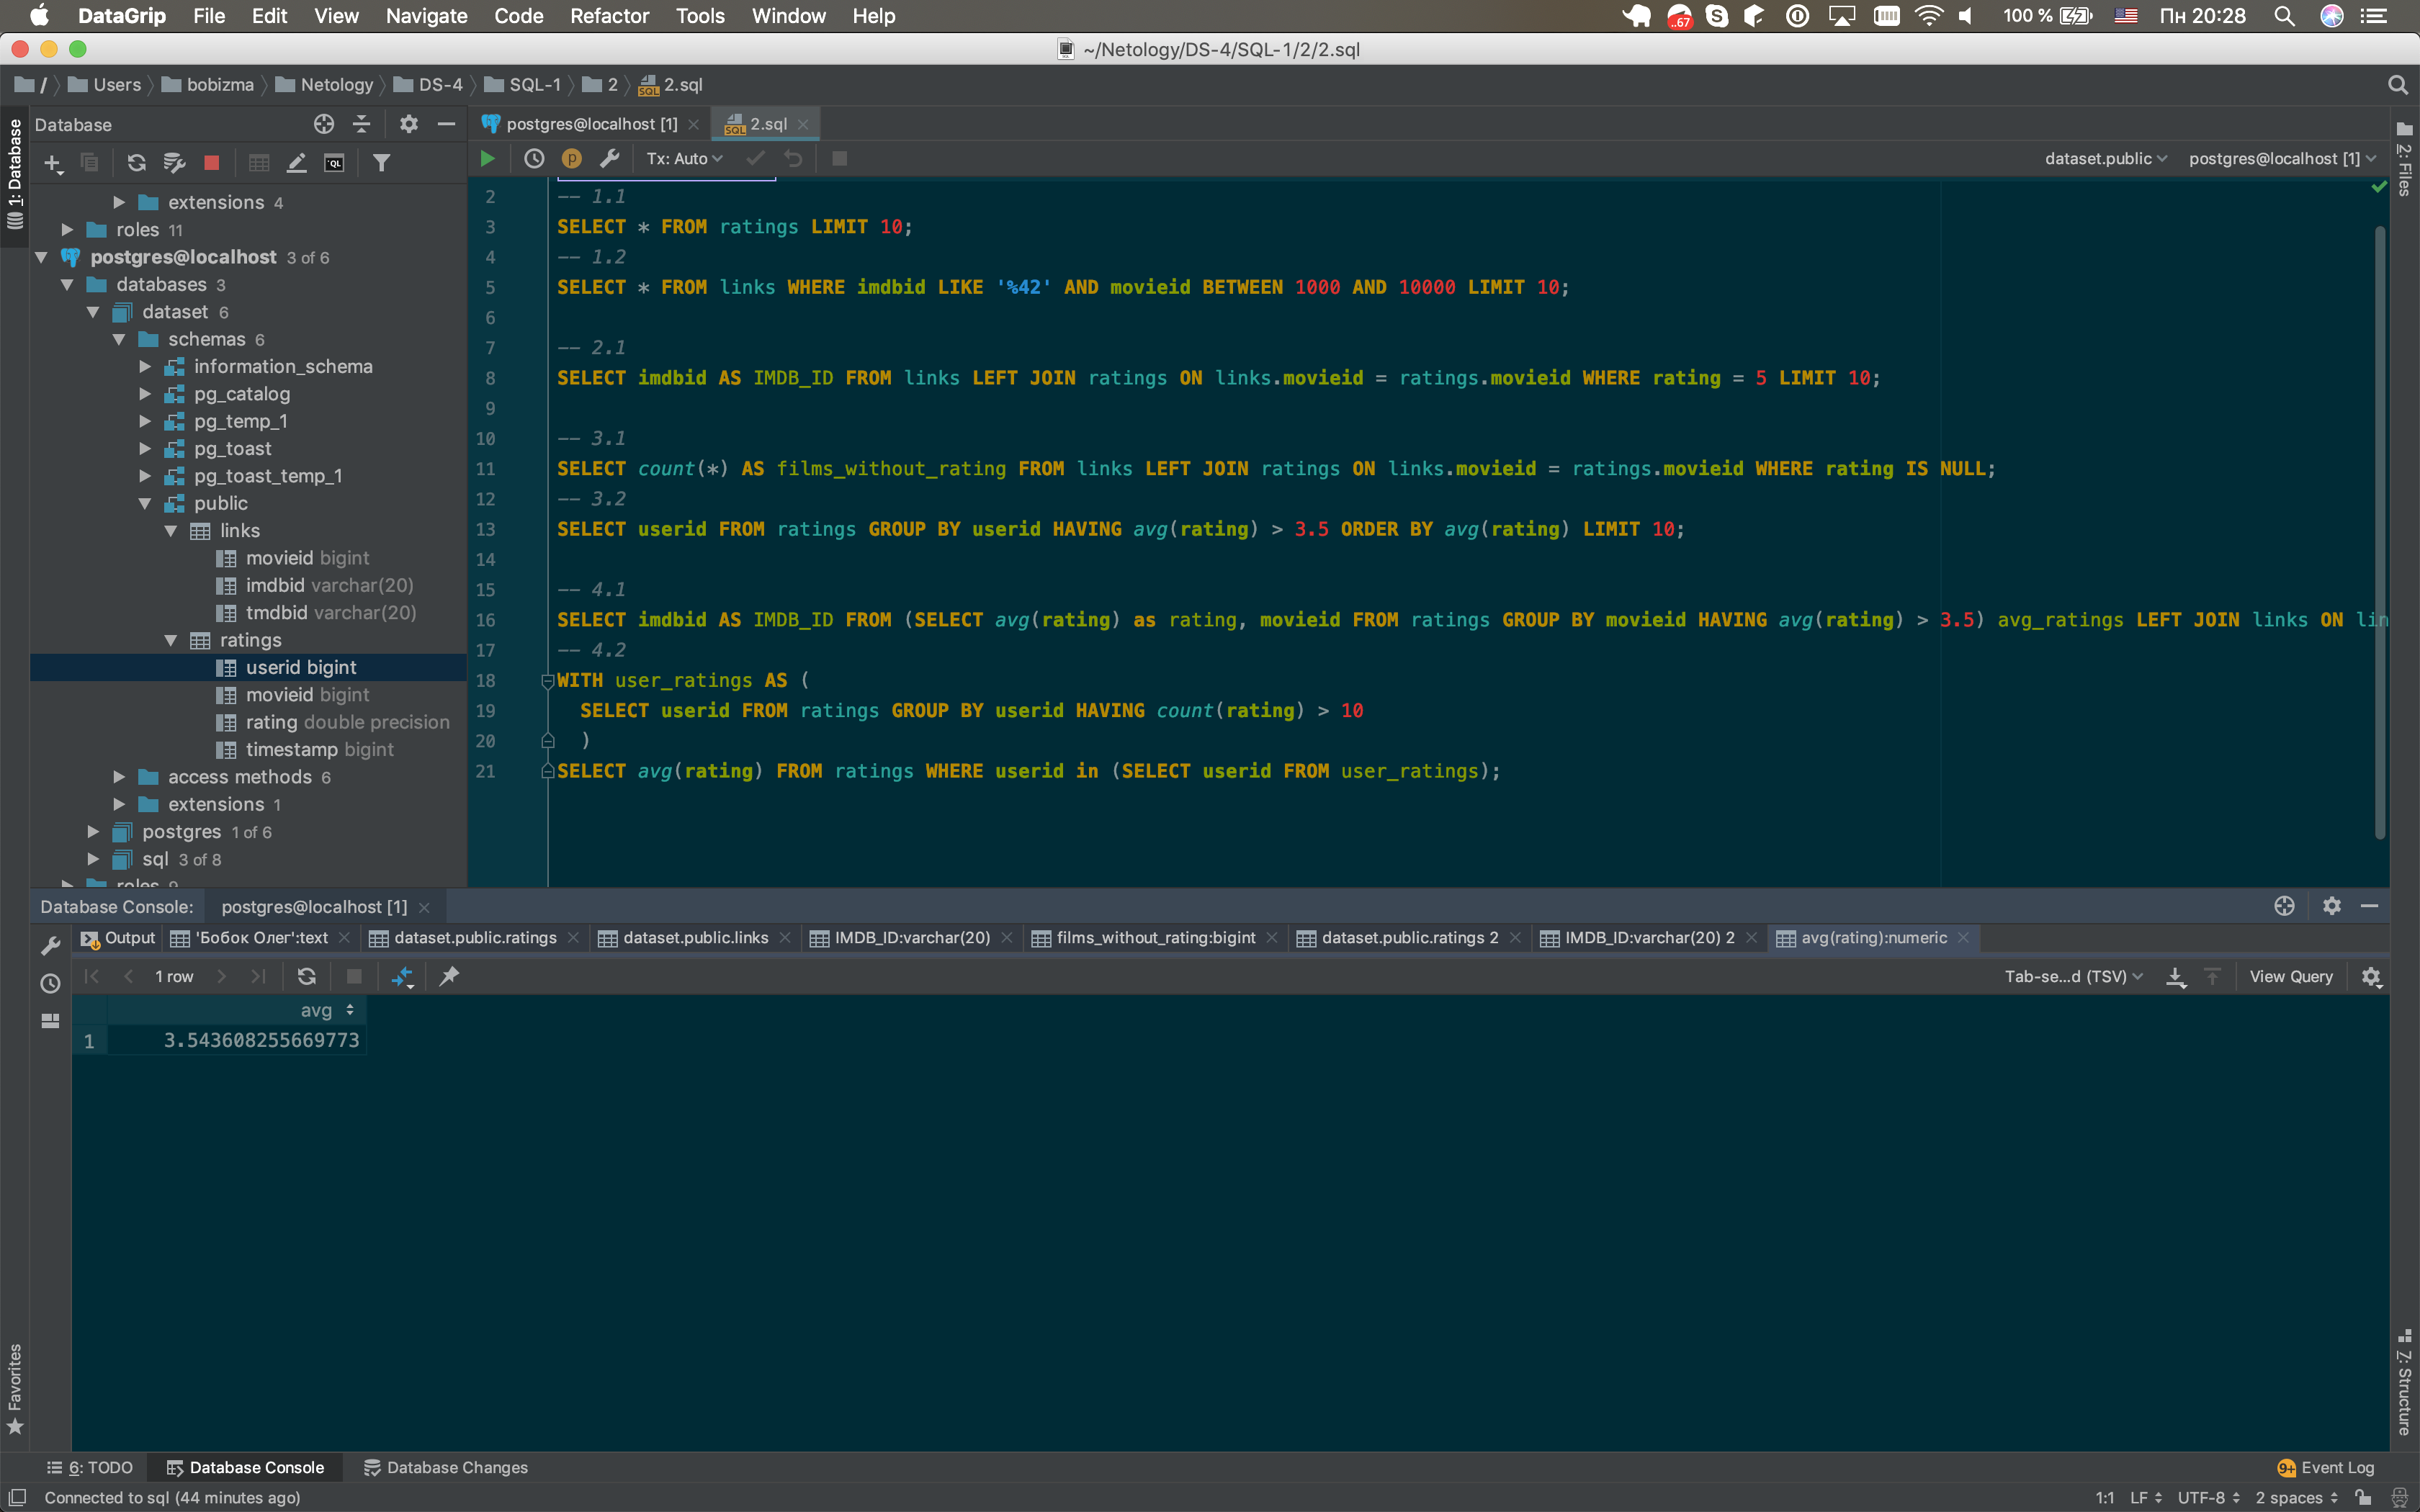 DataGrip File Edit View Navigate Code Refactor Tools Window Help ..67 100 % Пн 20:28
~/Netology/DS-4/SQL-1/2/2.sql
/ Users bobizma Netology DS-4 SQL-1 2 2.sql
1: Database
Favorites
Database
extensions 4
roles 11
postgres@localhost 3 of 6
databases 3
dataset 6
schemas 6
information_schema
pg_catalog
pg_temp_1
pg_toast
pg_toast_temp_1
public
links
movieid bigint
imdbid varchar(20)
tmdbid varchar(20)
ratings
userid bigint
movieid bigint
rating double precision
timestamp bigint
access methods 6
extensions 1
postgres 1 of 6
sql 3 of 8
roles 9
postgres@localhost [1] 2.sql
Tx: Auto dataset.public postgres@localhost [1]
2 -- 1.1
3 SELECT * FROM ratings LIMIT 10;
4 -- 1.2
5 SELECT * FROM links WHERE imdbid LIKE '%42' AND movieid BETWEEN 1000 AND 10000 LIMIT 10;
6
7 -- 2.1
8 SELECT imdbid AS IMDB_ID FROM links LEFT JOIN ratings ON links.movieid = ratings.movieid WHERE rating = 5 LIMIT 10;
9
10 -- 3.1
11 SELECT count(*) AS films_without_rating FROM links LEFT JOIN ratings ON links.movieid = ratings.movieid WHERE rating IS NULL;
12 -- 3.2
13 SELECT userid FROM ratings GROUP BY userid HAVING avg(rating) > 3.5 ORDER BY avg(rating) LIMIT 10;
14
15 -- 4.1
16 SELECT imdbid AS IMDB_ID FROM (SELECT avg(rating) as rating, movieid FROM ratings GROUP BY movieid HAVING avg(rating) > 3.5) avg_ratings LEFT JOIN links ON lin
17 -- 4.2
18 WITH user_ratings AS (
19 SELECT userid FROM ratings GROUP BY userid HAVING count(rating) > 10
20 )
21 SELECT avg(rating) FROM ratings WHERE userid in (SELECT userid FROM user_ratings);
2: Files
7: Structure
Database Console: postgres@localhost [1]
Output 'Бобок Олег':text dataset.public.ratings dataset.public.links IMDB_ID:varchar(20) films_without_rating:bigint dataset.public.ratings 2 IMDB_ID:varchar(20) 2 avg(rating):numeric
1 row Tab-se...d (TSV) View Query
avg
1 3.543608255669773
6: TODO Database Console Database Changes 9+ Event Log
Connected to sql (44 minutes ago) 1:1 LF UTF-8 2 spaces